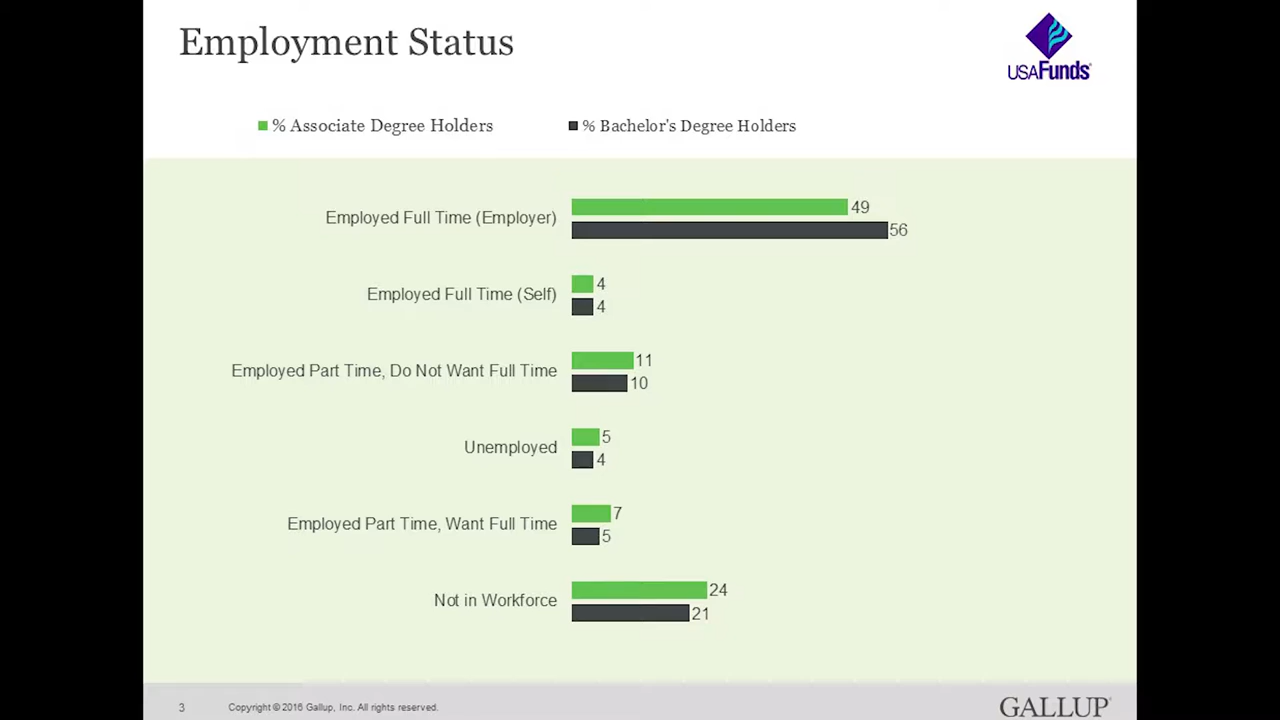 Employment Status
USAFunds®
% Associate Degree Holders
% Bachelor's Degree Holders
Employed Full Time (Employer)
49
56
Employed Full Time (Self)
4
4
Employed Part Time, Do Not Want Full Time
11
10
Unemployed
5
4
Employed Part Time, Want Full Time
7
5
Not in Workforce
24
21
3
Copyright © 2016 Gallup, Inc. All rights reserved.
GALLUP®